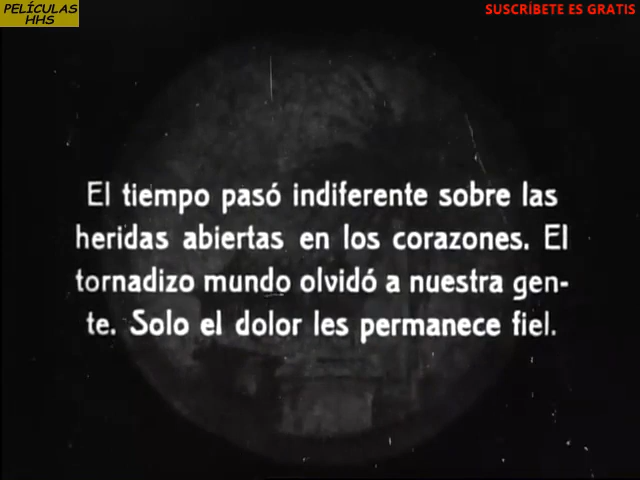 PELÍCULAS
HHS
SUSCRÍBETE ES GRATIS
El tiempo pasó indiferente sobre las
heridas abiertas en los corazones. El
tornadizo mundo olvidó a nuestra gen-
te. Solo el dolor les permanece fiel.